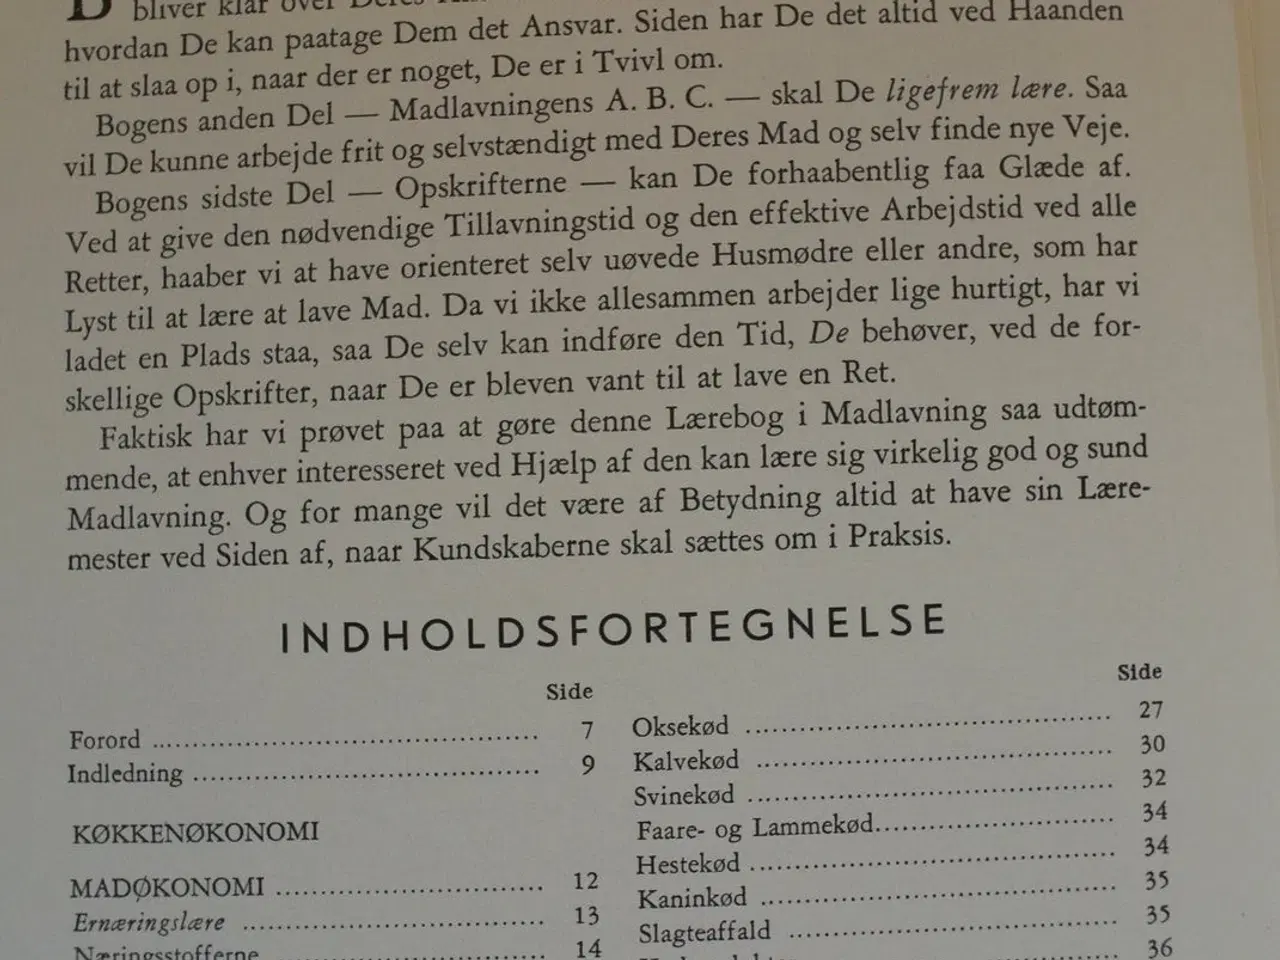 bliver klar over Deres
hvordan De kan paatage Dem det Ansvar. Siden har De det altid ved Haanden
til at slaa op i, naar der er noget, De er i Tvivl om.
Bogens anden Del — Madlavningens A. B. C. — skal De ligefrem lære. Saa
vil De kunne arbejde frit og selvstændigt med Deres Mad og selv finde nye Veje.
Bogens sidste Del — Opskrifterne — kan De forhaabentlig faa Glæde af.
Ved at give den nødvendige Tillavningstid og den effektive Arbejdstid ved alle
Retter, haaber vi at have orienteret selv uøvede Husmødre eller andre, som har
Lyst til at lære at lave Mad. Da vi ikke allesammen arbejder lige hurtigt, har vi
ladet en Plads staa, saa De selv kan indføre den Tid, De behøver, ved de for-
skellige Opskrifter, naar De er bleven vant til at lave en Ret.
Faktisk har vi prøvet paa at gøre denne Lærebog i Madlavning saa udtøm-
mende, at enhver interesseret ved Hjælp af den kan lære sig virkelig god og sund
Madlavning. Og for mange vil det være af Betydning altid at have sin Lære-
mester ved Siden af, naar Kundskaberne skal sættes om i Praksis.
INDHOLDSFORTEGNELSE
Side
Forord 7
Indledning 9
KØKKENØKONOMI
MADØKONOMI 12
Ernæringslære 13
Næringsstofferne 14
Side
Oksekød 27
Kalvekød 30
Svinekød 32
Faare- og Lammekød 34
Hestekød 34
Kaninkød 35
Slagteaffald 35
36